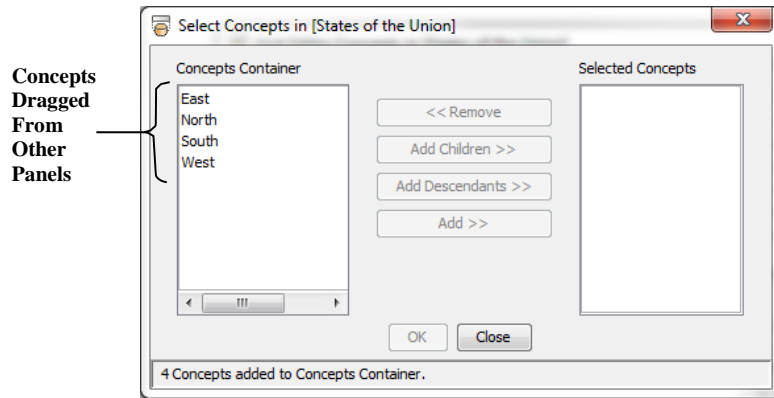 Select Concepts in [States of the Union]
Concepts
Dragged
From
Other
Panels
Concepts Container
East
North
South
West
<< Remove
Add Children >>
Add Descendants >>
Add >>
Selected Concepts
OK
Close
4 Concepts added to Concepts Container.